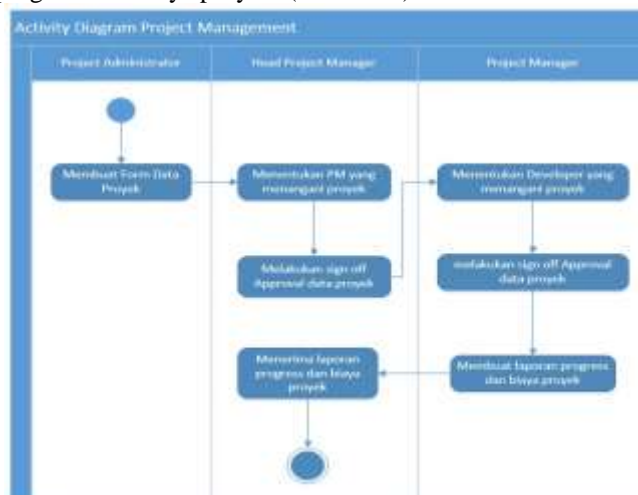 Activity Diagram Project Management
Project Administrator
Head Project Manager
Project Manager
Membuat Form Data
Proyek
Menentukan PM yang
menangani proyek
Menentukan Developer yang
menangani proyek
Melakukan sign off
Approval data proyek
melakukan sign off Approval
data proyek
Menerima laporan
progress dan biaya
proyek
Membuat laporan progress
dan biaya proyek